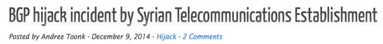 BGP hijack incident by Syrian Telecommunications Establishment
Posted by Andree Toonk - December 9, 2014 - Hijack - 2 Comments